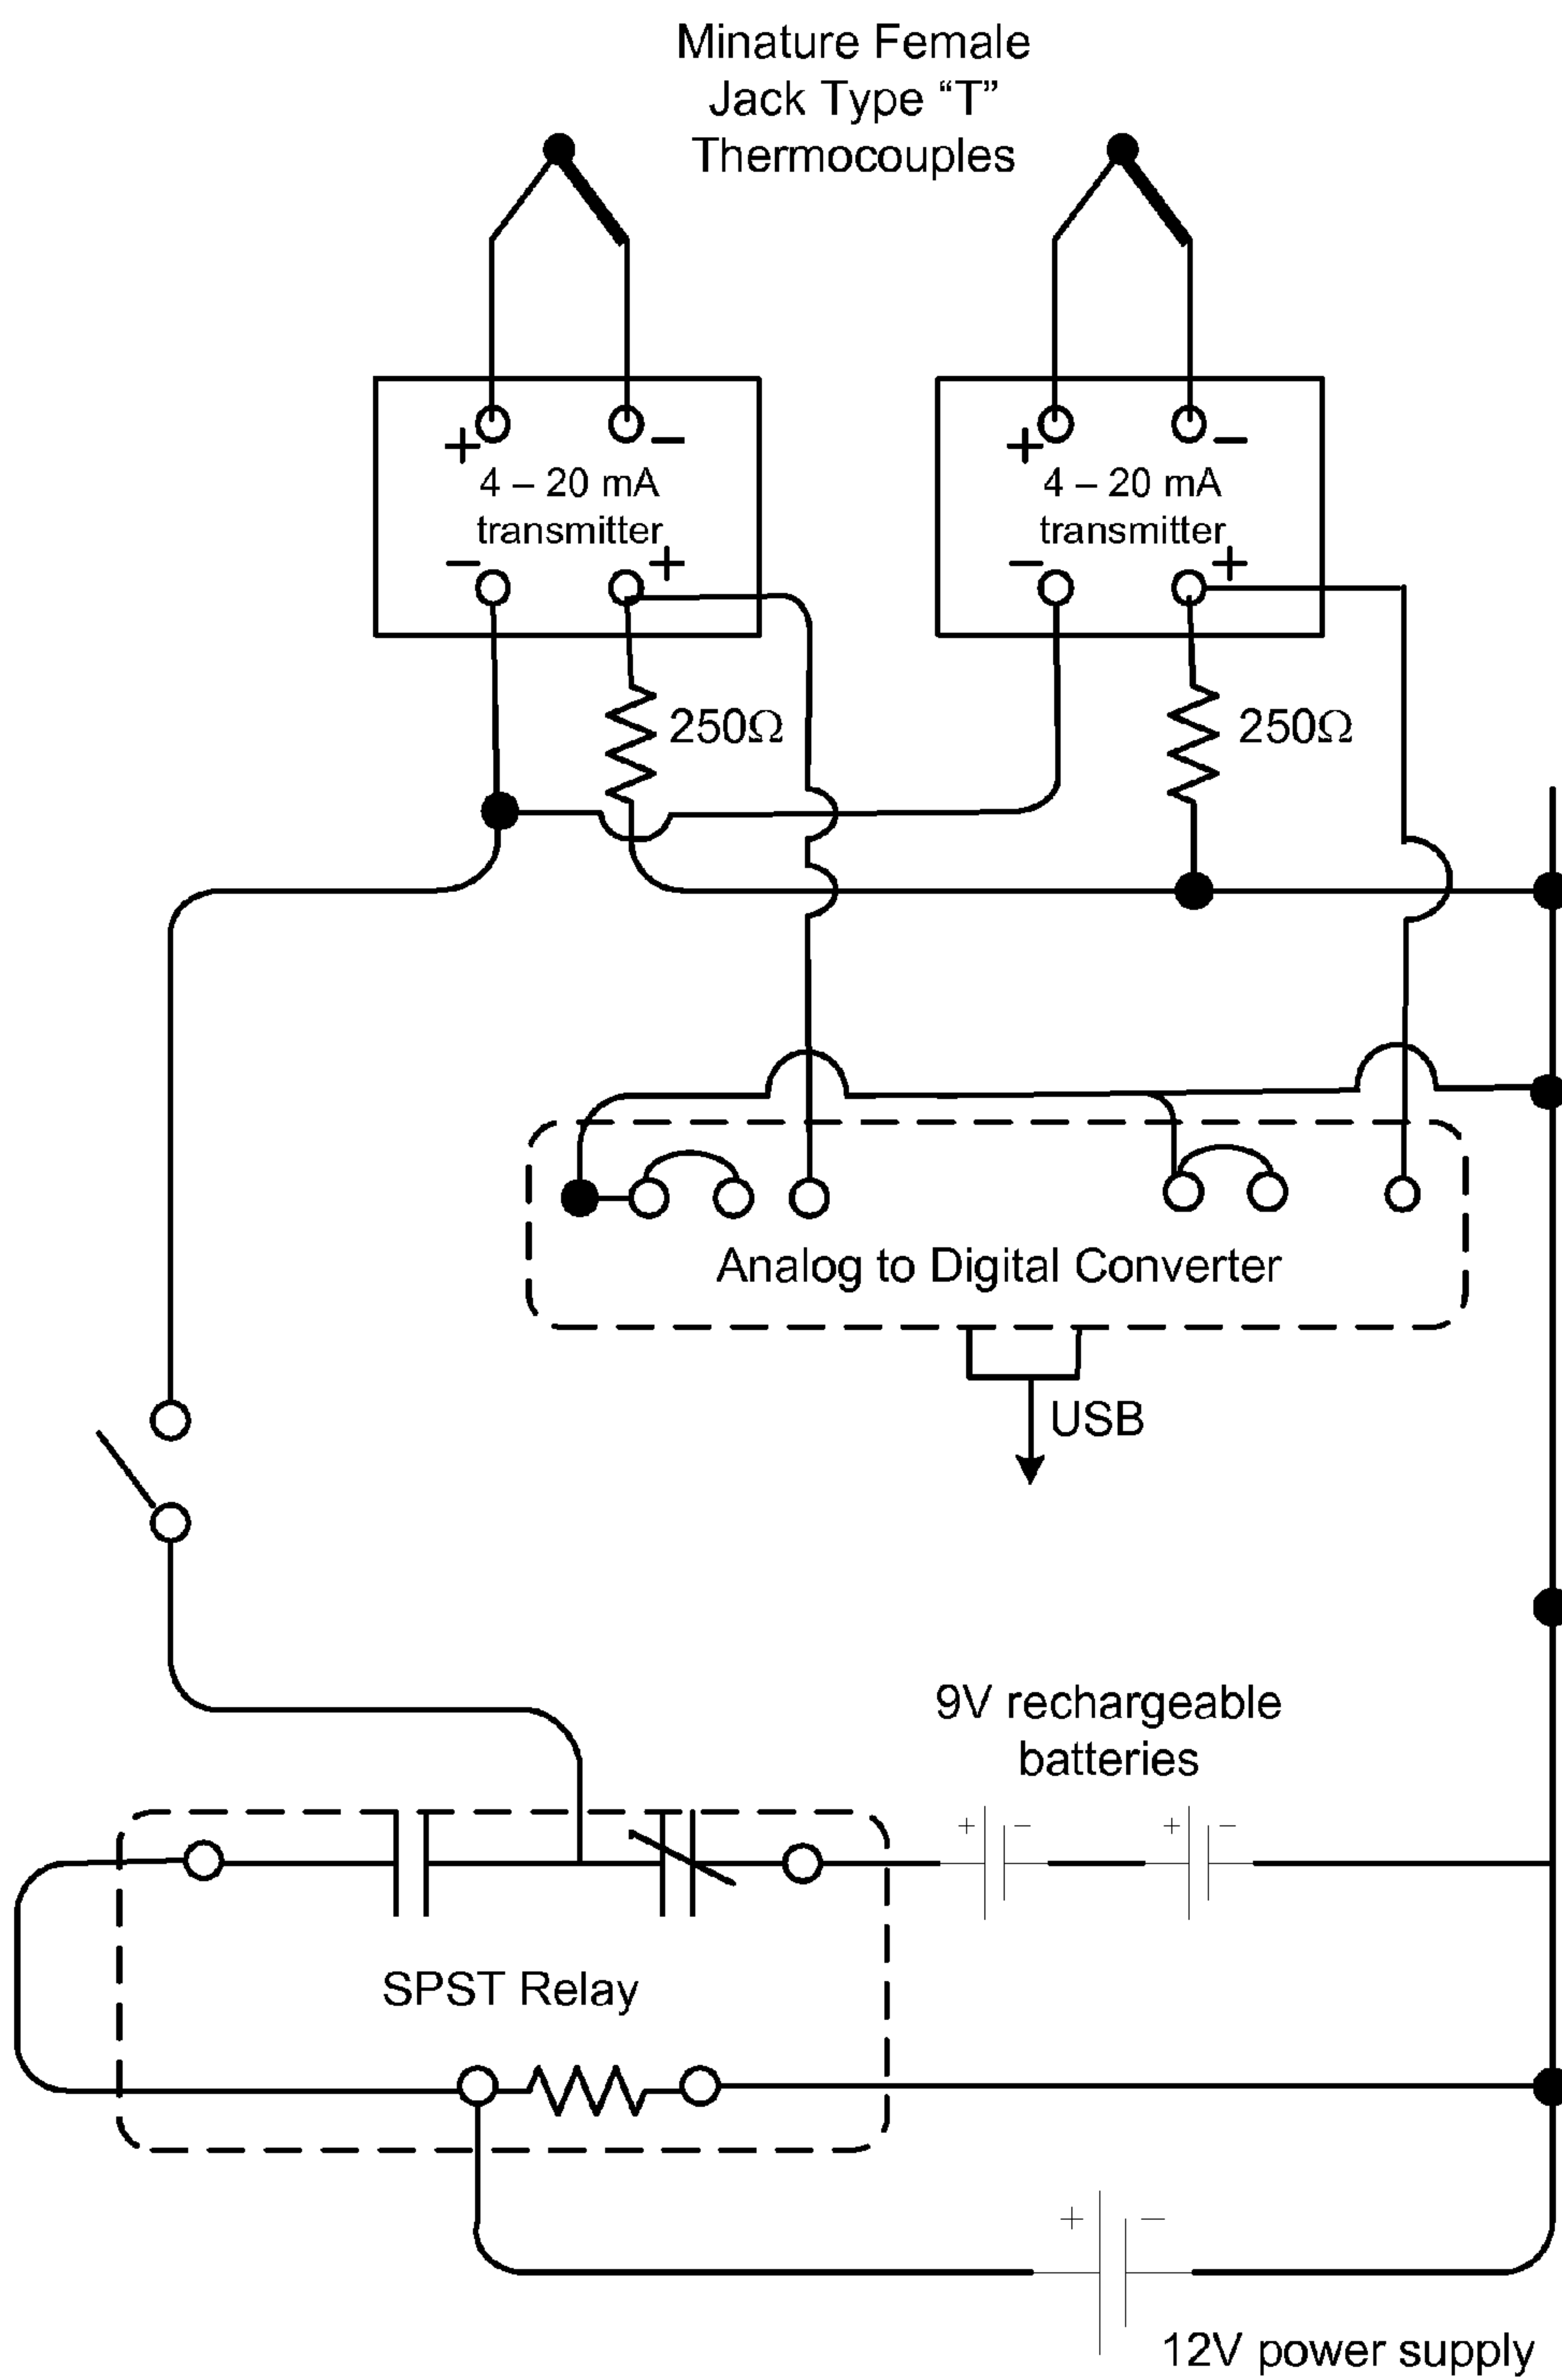 Minature Female
Jack Type “T”
Thermocouples
+ −
4 – 20 mA
transmitter
− +
+ −
4 – 20 mA
transmitter
− +
250Ω
250Ω
Analog to Digital Converter
USB
9V rechargeable
batteries
+ − + −
SPST Relay
+ −
12V power supply